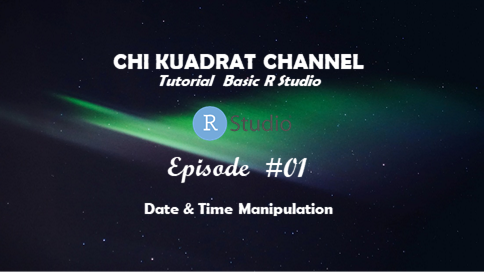 CHI KUADRAT CHANNEL
Tutorial Basic R Studio
R Studio
Episode #01
Date & Time Manipulation